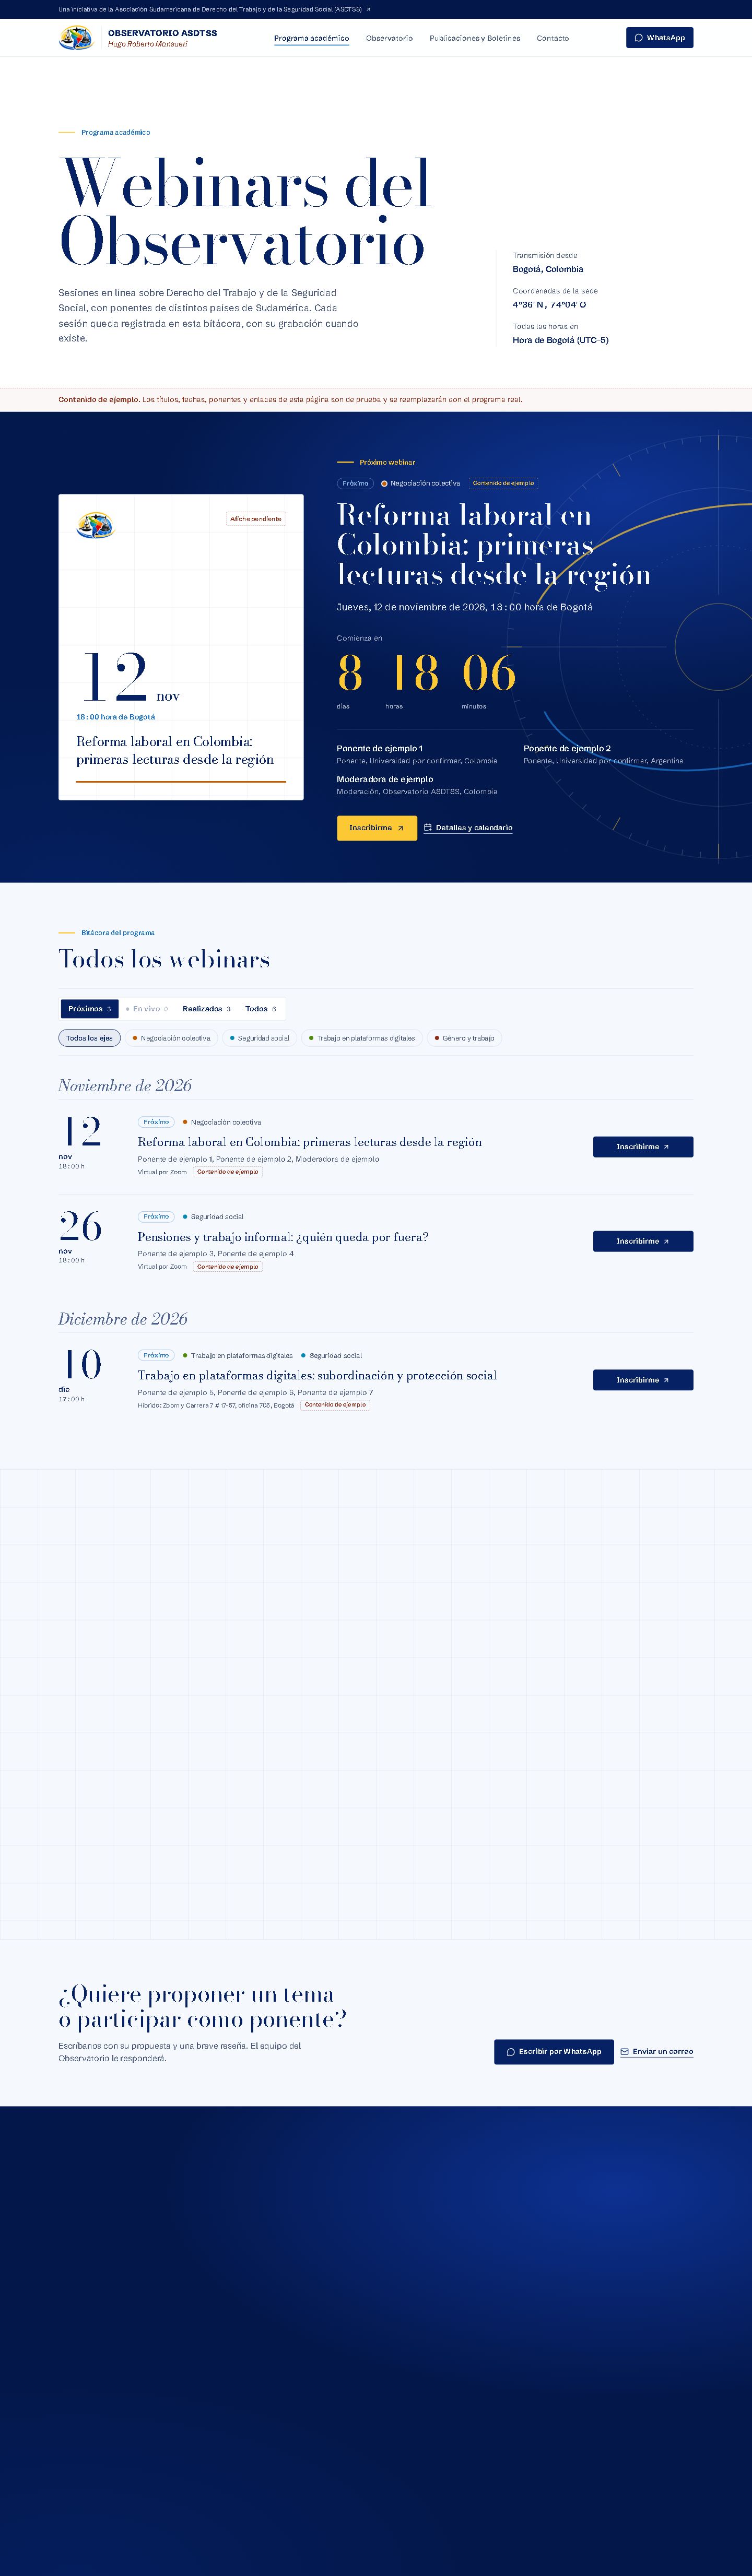 Una iniciativa de la Asociación Sudamericana de Derecho del Trabajo y de la Seguridad Social (ASDTSS)
OBSERVATORIO ASDTSS
Hugo Roberto Mansueti
Programa académico
Observatorio
Publicaciones y Boletines
Contacto
WhatsApp
Programa académico
Webinars del
Observatorio
Sesiones en línea sobre Derecho del Trabajo y de la Seguridad
Social, con ponentes de distintos países de Sudamérica. Cada
sesión queda registrada en esta bitácora, con su grabación cuando
existe.
Transmisión desde
Bogotá, Colombia
Coordenadas de la sede
4°36′ N, 74°04′ O
Todas las horas en
Hora de Bogotá (UTC-5)
Contenido de ejemplo. Los títulos, fechas, ponentes y enlaces de esta página son de prueba y se reemplazarán con el programa real.
Afiche pendiente
12 nov
18:00 hora de Bogotá
Reforma laboral en Colombia:
primeras lecturas desde la región
Próximo webinar
Próximo
Negociación colectiva
Contenido de ejemplo
Reforma laboral en
Colombia: primeras
lecturas desde la región
Jueves, 12 de noviembre de 2026, 18:00 hora de Bogotá
Comienza en
8 18 06
días horas minutos
Ponente de ejemplo 1
Ponente, Universidad por confirmar, Colombia
Ponente de ejemplo 2
Ponente, Universidad por confirmar, Argentina
Moderadora de ejemplo
Moderación, Observatorio ASDTSS, Colombia
Inscribirme
Detalles y calendario
Bitácora del programa
Todos los webinars
Próximos 3
En vivo 0
Realizados 3
Todos 6
Todos los ejes
Negociación colectiva
Seguridad social
Trabajo en plataformas digitales
Género y trabajo
Noviembre de 2026
12
nov
18:00 h
Próximo
Negociación colectiva
Reforma laboral en Colombia: primeras lecturas desde la región
Ponente de ejemplo 1, Ponente de ejemplo 2, Moderadora de ejemplo
Virtual por Zoom
Contenido de ejemplo
Inscribirme
26
nov
18:00 h
Próximo
Seguridad social
Pensiones y trabajo informal: ¿quién queda por fuera?
Ponente de ejemplo 3, Ponente de ejemplo 4
Virtual por Zoom
Contenido de ejemplo
Inscribirme
Diciembre de 2026
10
dic
17:00 h
Próximo
Trabajo en plataformas digitales
Seguridad social
Trabajo en plataformas digitales: subordinación y protección social
Ponente de ejemplo 5, Ponente de ejemplo 6, Ponente de ejemplo 7
Híbrido: Zoom y Carrera 7 # 17-57, oficina 705, Bogotá
Contenido de ejemplo
Inscribirme
¿Quiere proponer un tema
o participar como ponente?
Escríbanos con su propuesta y una breve reseña. El equipo del
Observatorio le responderá.
Escribir por WhatsApp
Enviar un correo